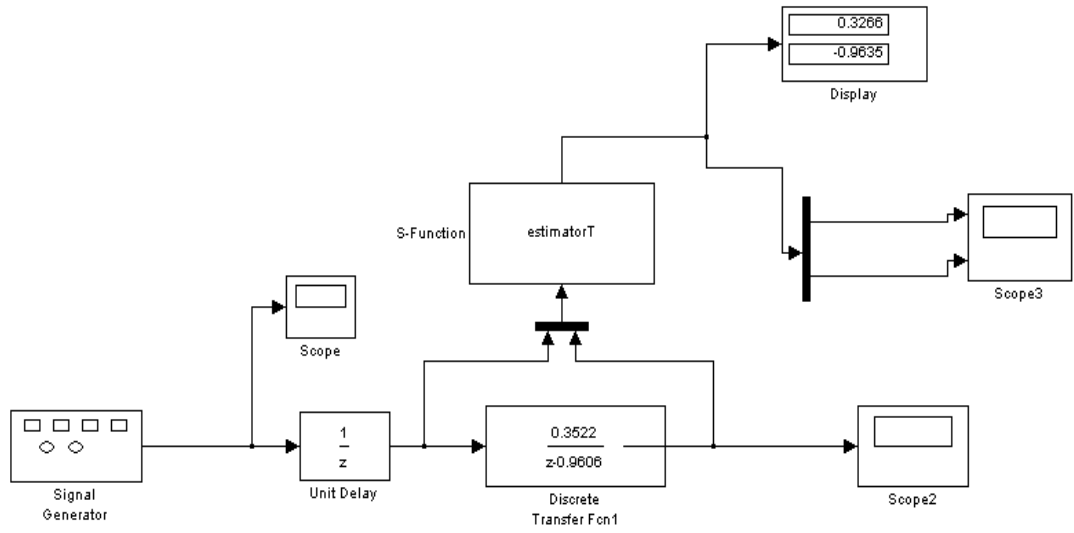 0.3266
-0.9635
Display
S-Function
estimatorT
Scope3
Scope
1
z
0.3522
z-0.9606
Signal
Generator
Unit Delay
Discrete
Transfer Fcn1
Scope2